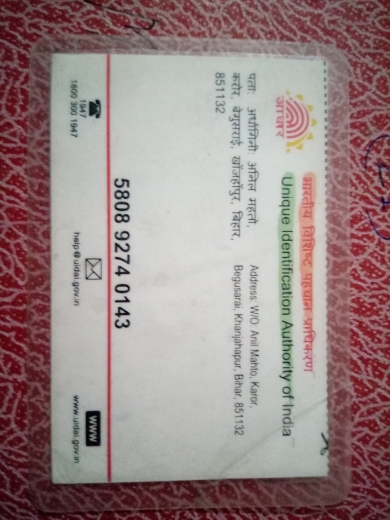 आधार
भारतीय विशिष्ट पहचान प्राधिकरण
Unique Identification Authority of India
पता: अर्धांगिनी: अनिल महतो,
करोर, बेगुसराई, खाँजहाँपुर, बिहार,
851132
Address: W/O: Anil Mahto, Karor,
Begusarai, Khanjahapur, Bihar, 851132
5808 9274 0143
1947
1800 300 1947
help@uidai.gov.in
www
www.uidai.gov.in